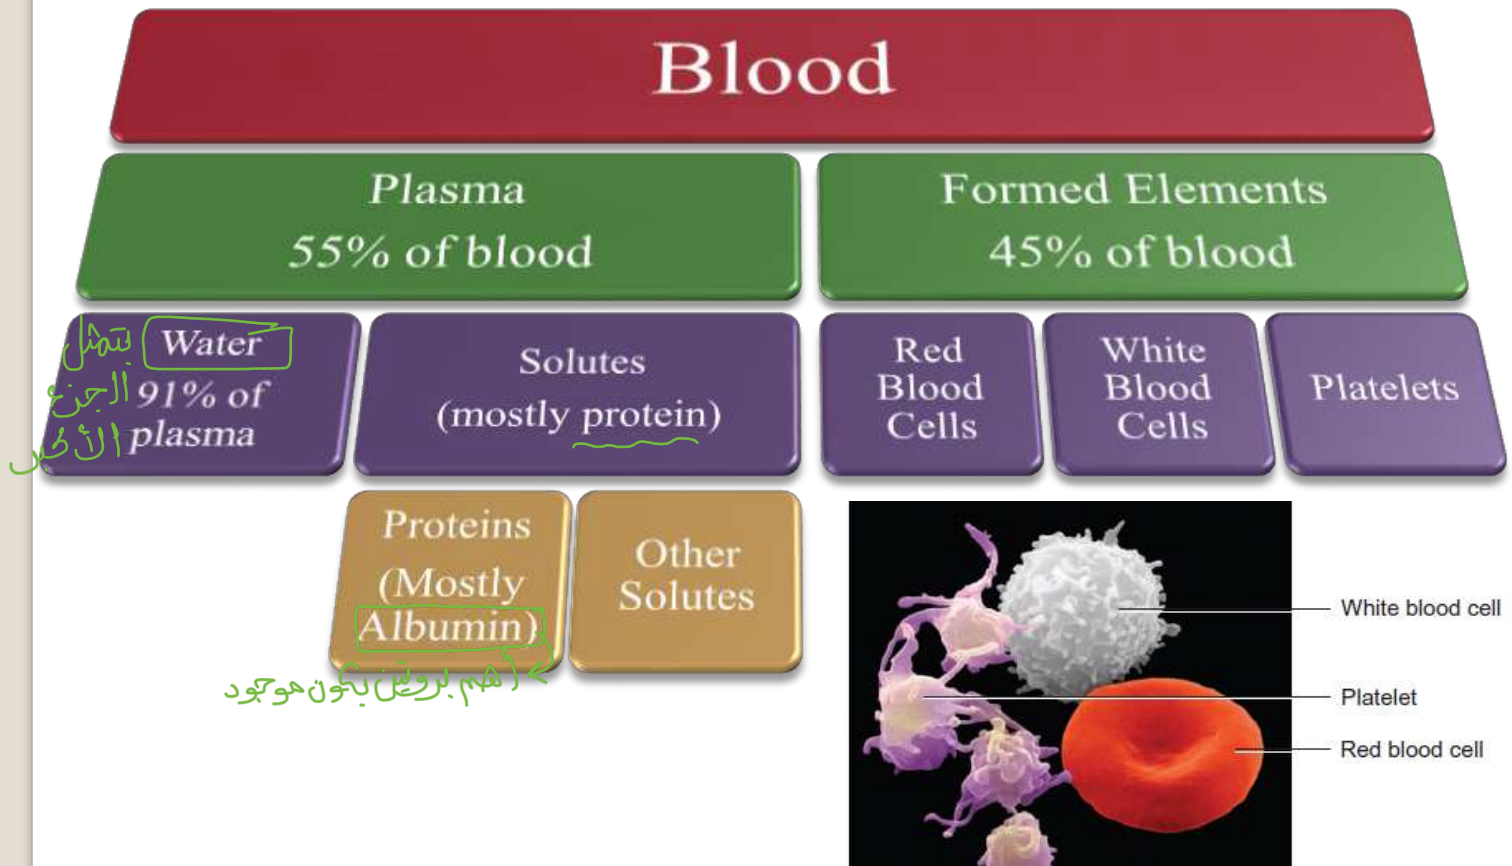 Blood
Plasma
55% of blood
Formed Elements
45% of blood
بتمثل
الجزء
الأكبر
Water
91% of
plasma
Solutes
(mostly protein)
Red
Blood
Cells
White
Blood
Cells
Platelets
Proteins
(Mostly
Albumin)
أهم بروتين بكون موجود
Other
Solutes
White blood cell
Platelet
Red blood cell